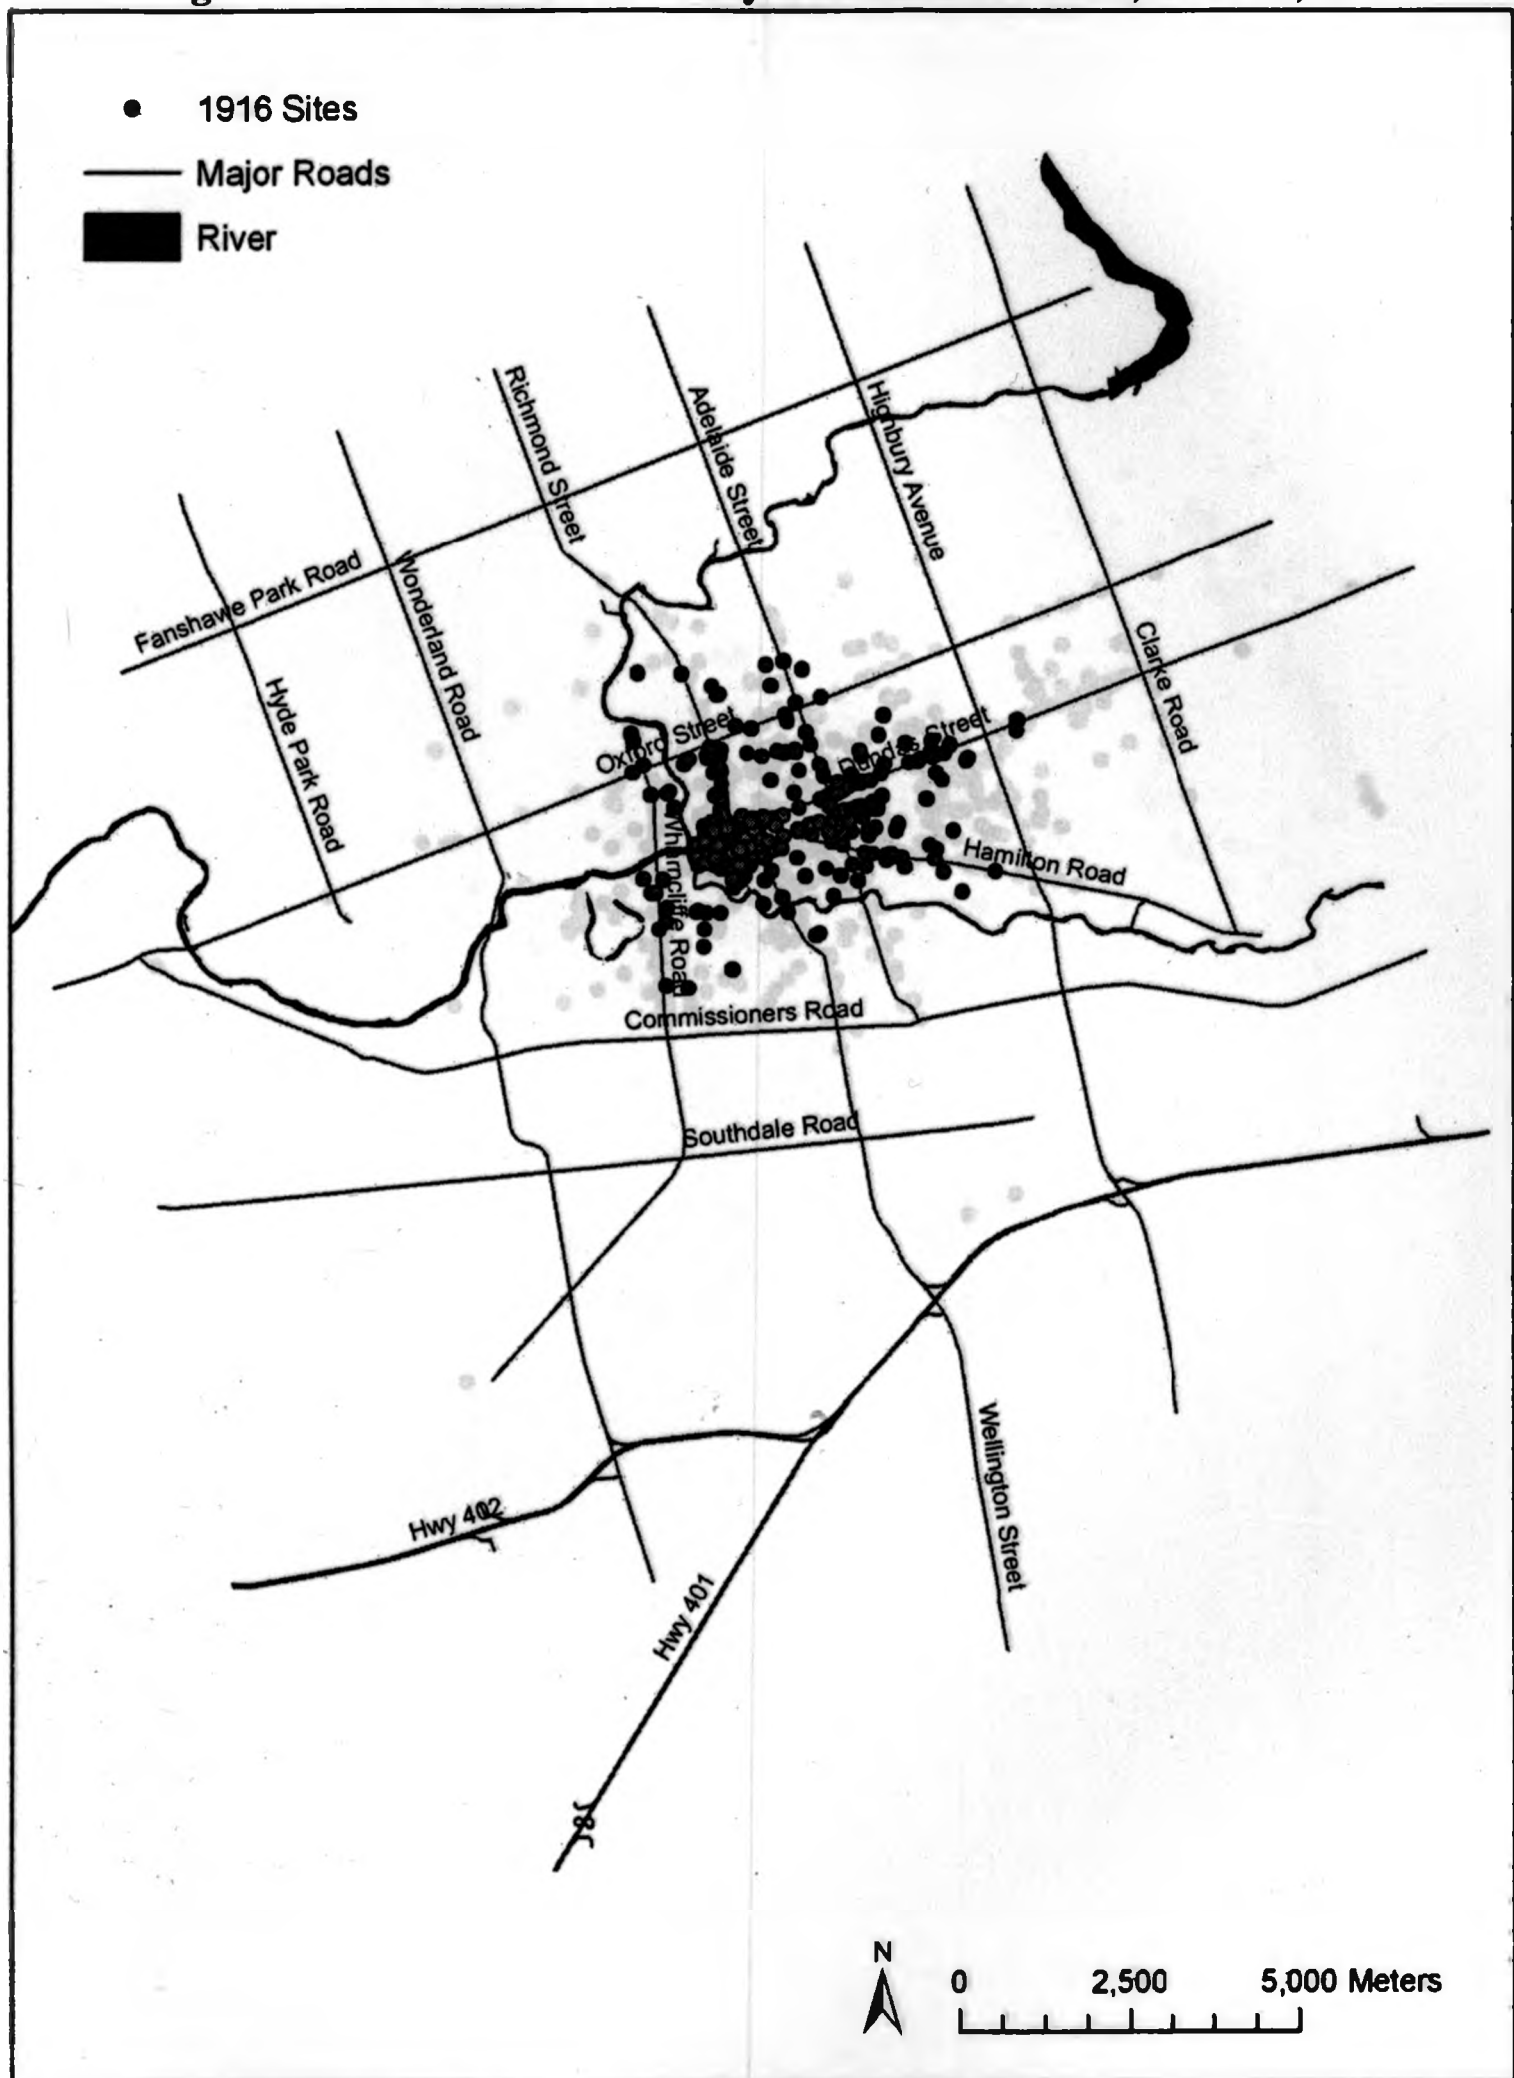 1916 Sites
Major Roads
River
Richmond Street
Adelaide Street
Highbury Avenue
Fanshawe Park Road
Wonderland Road
Hyde Park Road
Clarke Road
Oxford Street
Dundas Street
Hamilton Road
Wharncliffe Road
Commissioners Road
Southdale Road
Wellington Street
Hwy 402
Hwy 401
N
0 2,500 5,000 Meters